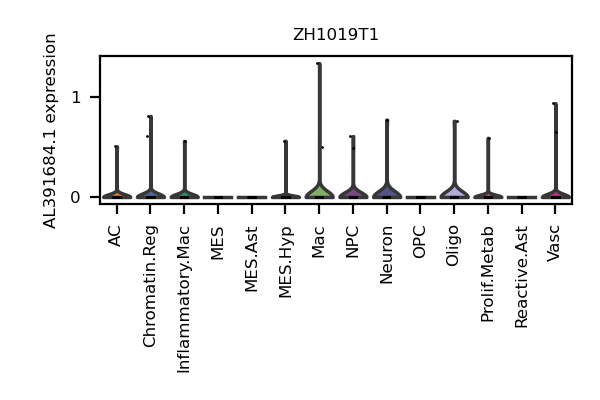 ZH1019T1
AL391684.1 expression
1
0
AC
Chromatin.Reg
Inflammatory.Mac
MES
MES.Ast
MES.Hyp
Mac
NPC
Neuron
OPC
Oligo
Prolif.Metab
Reactive.Ast
Vasc